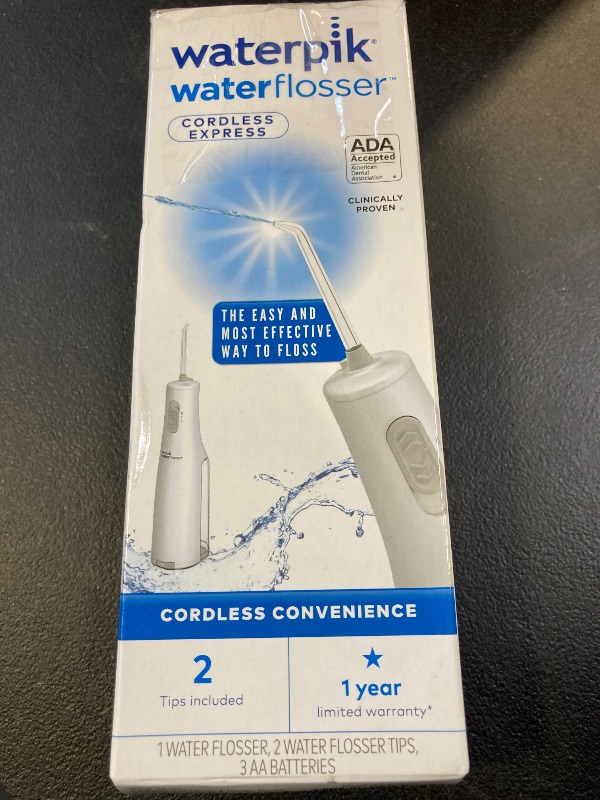 waterpik®
waterflosser™
CORDLESS
EXPRESS
ADA
Accepted
American
Dental
Association
CLINICALLY
PROVEN
THE EASY AND
MOST EFFECTIVE
WAY TO FLOSS
CORDLESS CONVENIENCE
2
Tips included
1 year
limited warranty*
1 WATER FLOSSER, 2 WATER FLOSSER TIPS,
3 AA BATTERIES